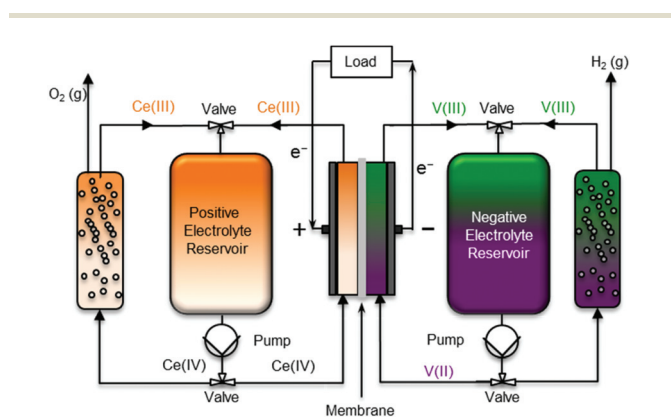 Load
H₂ (g)
O₂ (g)
Ce(III)
Valve
Ce(III)
V(III)
Valve
V(III)
e⁻
e⁻
Positive
Electrolyte
Reservoir
+
−
Negative
Electrolyte
Reservoir
Pump
Pump
Ce(IV)
Ce(IV)
V(II)
Valve
Valve
Membrane